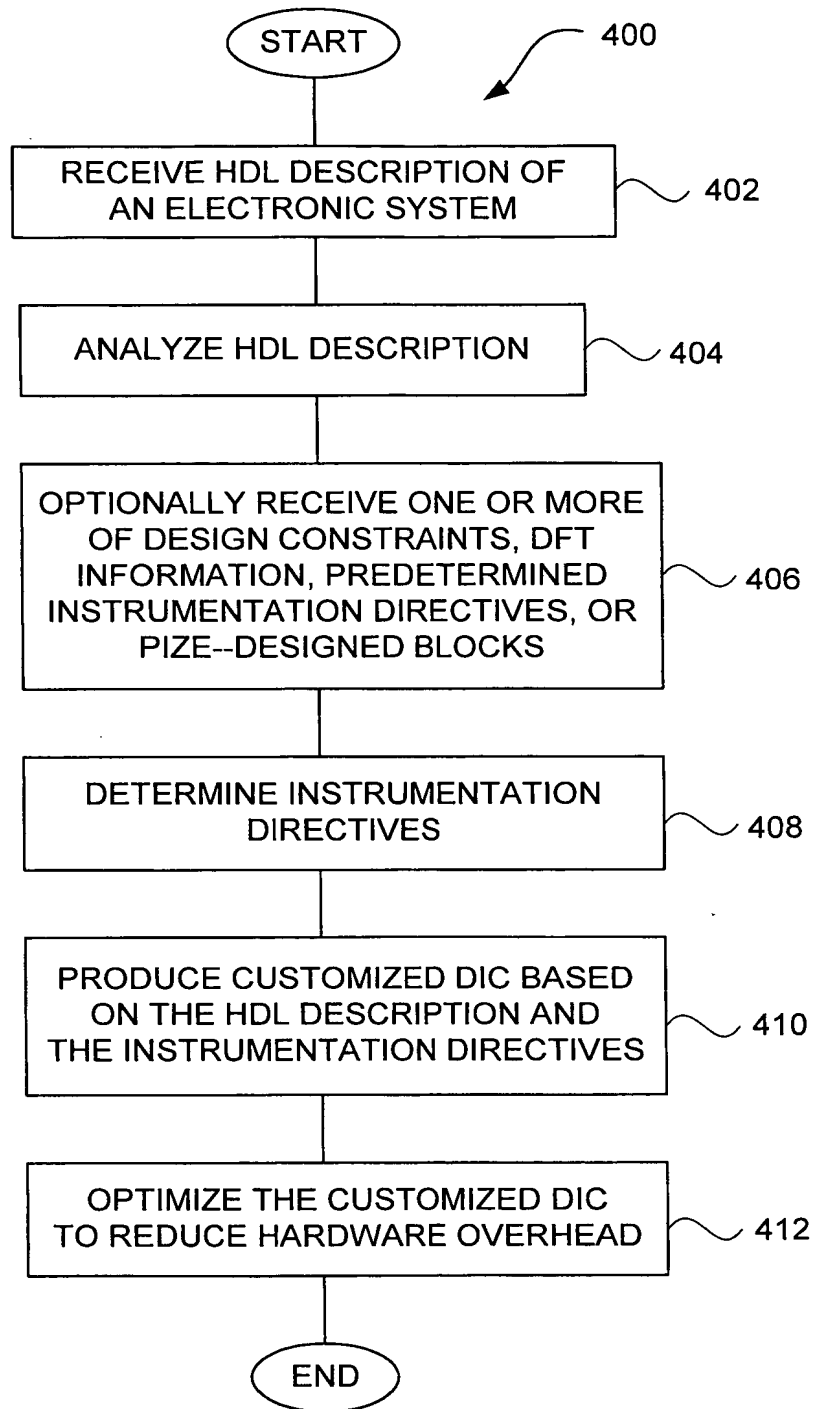 START
400
RECEIVE HDL DESCRIPTION OF
AN ELECTRONIC SYSTEM
402
ANALYZE HDL DESCRIPTION
404
OPTIONALLY RECEIVE ONE OR MORE
OF DESIGN CONSTRAINTS, DFT
INFORMATION, PREDETERMINED
INSTRUMENTATION DIRECTIVES, OR
PIZE--DESIGNED BLOCKS
406
DETERMINE INSTRUMENTATION
DIRECTIVES
408
PRODUCE CUSTOMIZED DIC BASED
ON THE HDL DESCRIPTION AND
THE INSTRUMENTATION DIRECTIVES
410
OPTIMIZE THE CUSTOMIZED DIC
TO REDUCE HARDWARE OVERHEAD
412
END